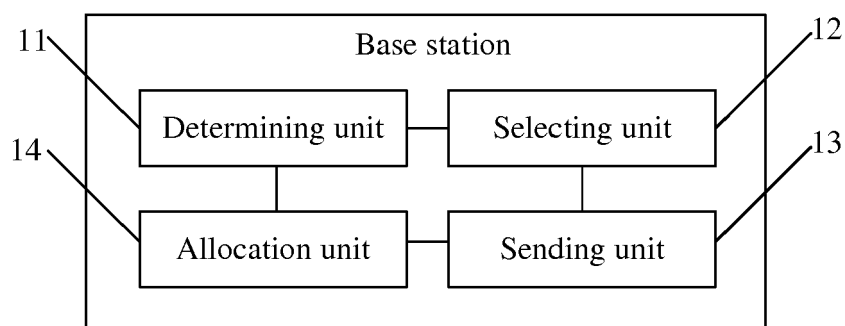 Base station
11
12
Determining unit
Selecting unit
14
13
Allocation unit
Sending unit